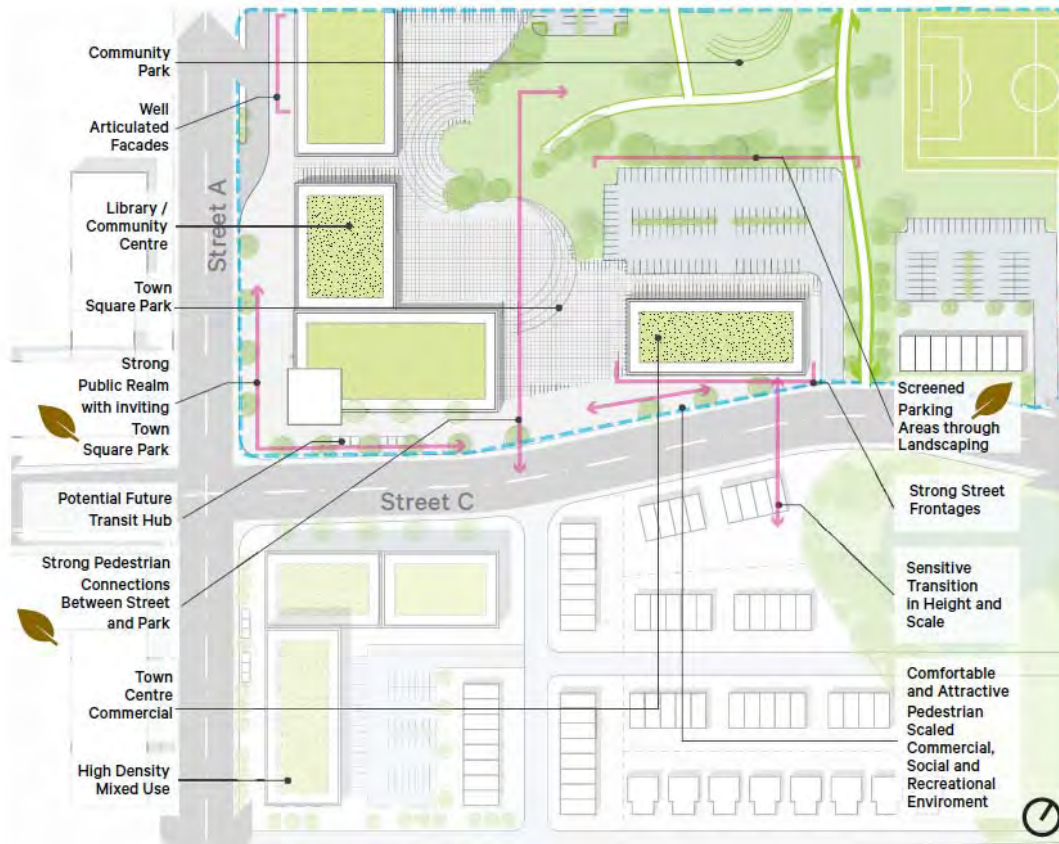 Community
Park
Well
Articulated
Facades
Library /
Community
Centre
Town
Square Park
Strong
Public Realm
with Inviting
Town
Square Park
Potential Future
Transit Hub
Strong Pedestrian
Connections
Between Street
and Park
Town
Centre
Commercial
High Density
Mixed Use
Street A
Street C
Screened
Parking
Areas through
Landscaping
Strong Street
Frontages
Sensitive
Transition
in Height and
Scale
Comfortable
and Attractive
Pedestrian
Scaled
Commercial,
Social and
Recreational
Enviroment